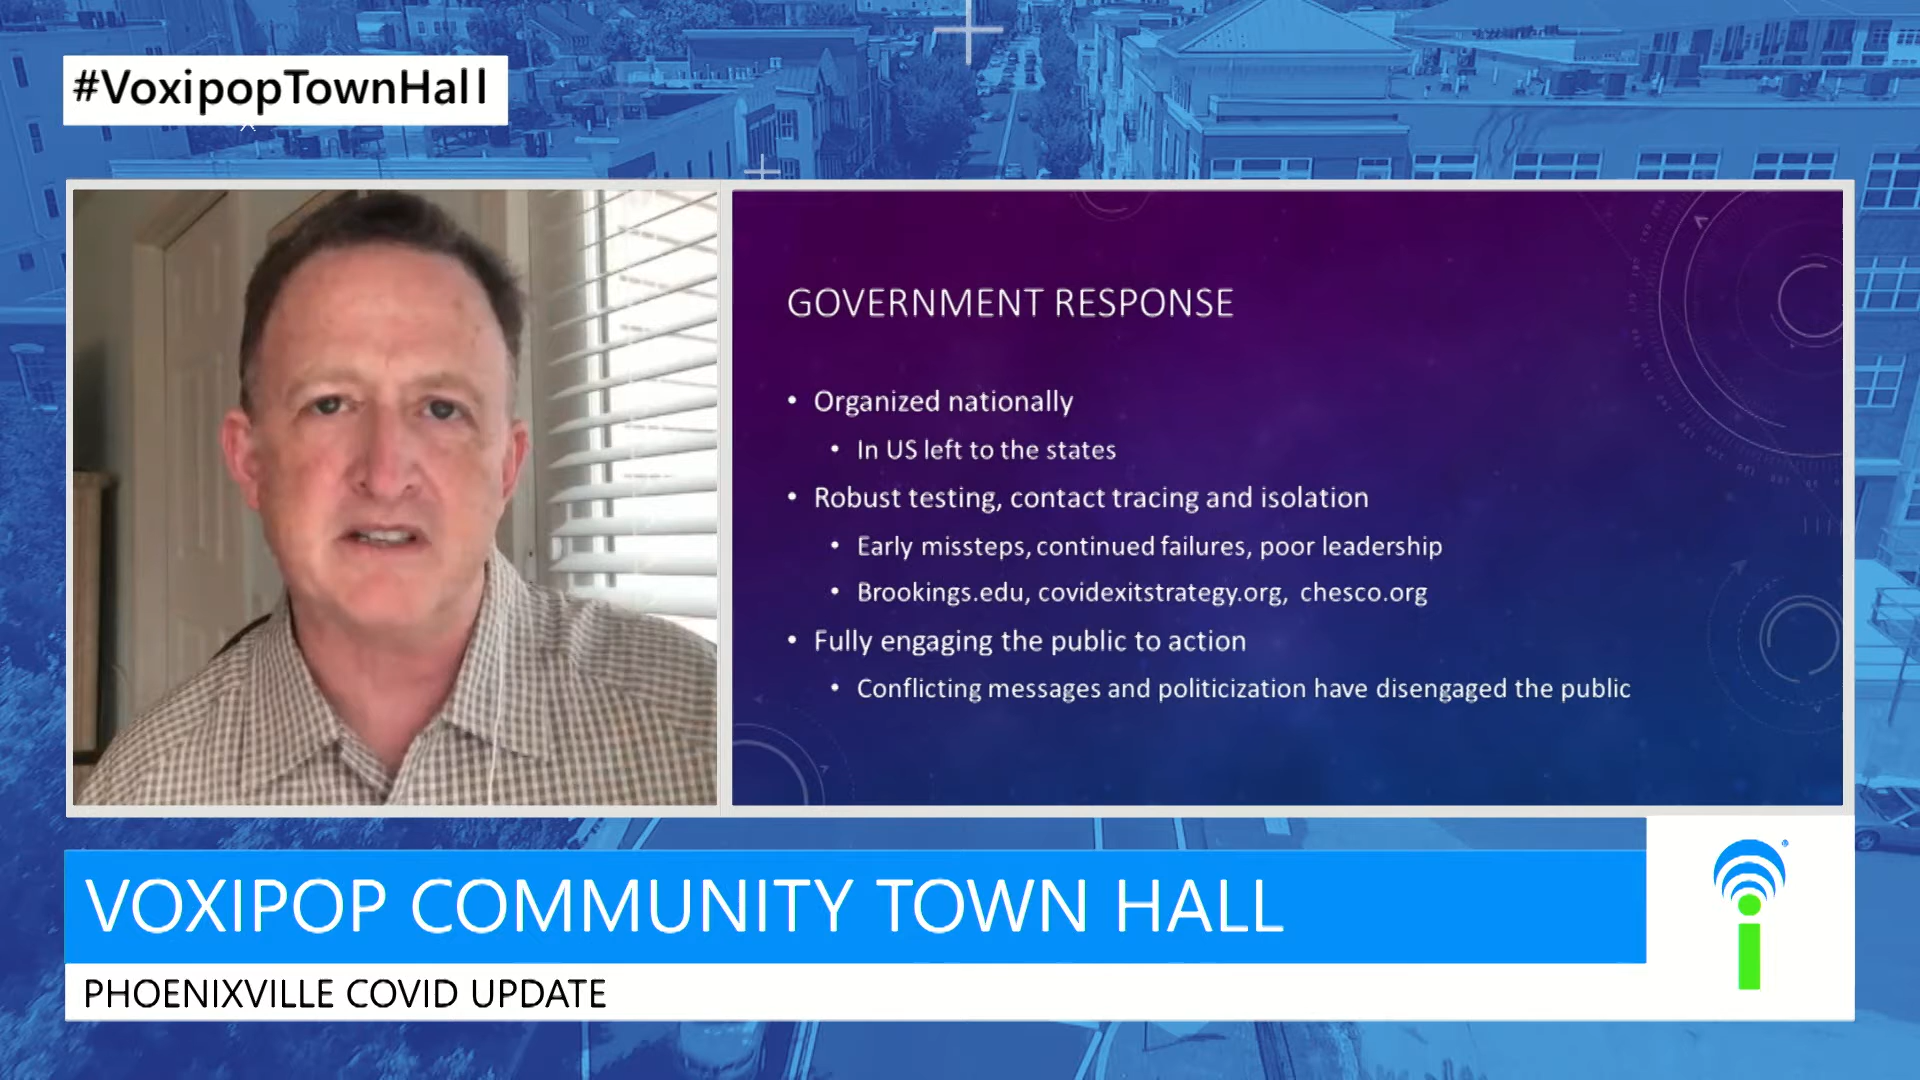 #VoxipopTownHall
GOVERNMENT RESPONSE
• Organized nationally
• In US left to the states
• Robust testing, contact tracing and isolation
• Early missteps, continued failures, poor leadership
• Brookings.edu, covidexitstrategy.org, chesco.org
• Fully engaging the public to action
• Conflicting messages and politicization have disengaged the public
VOXIPOP COMMUNITY TOWN HALL
PHOENIXVILLE COVID UPDATE